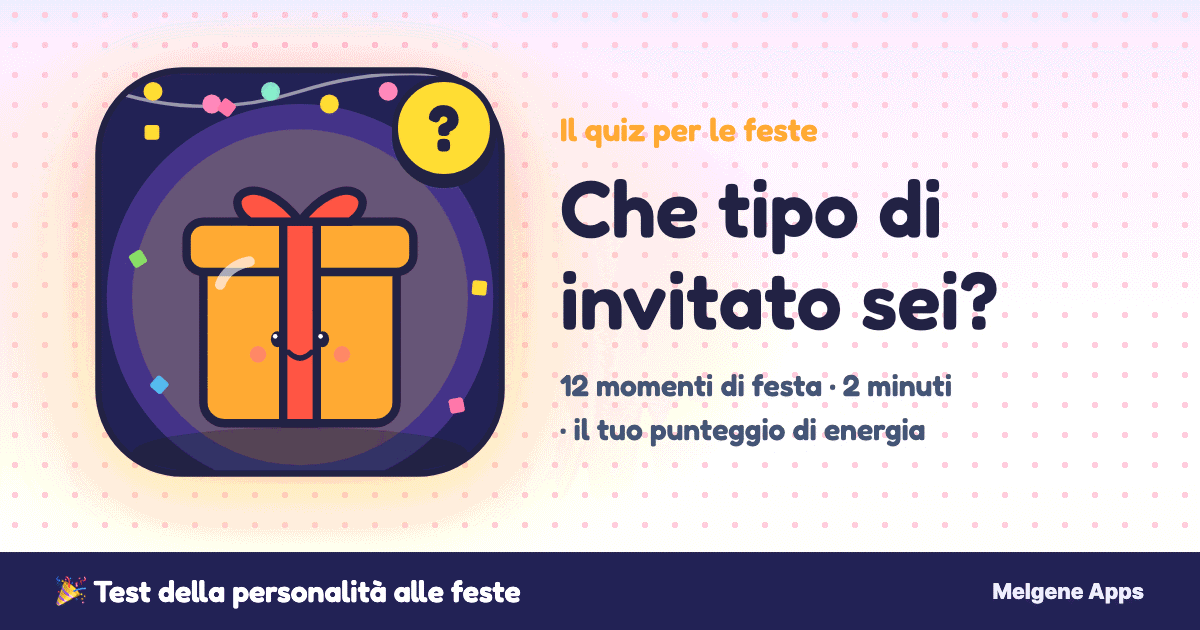 ?
Il quiz per le feste
Che tipo di
invitato sei?
12 momenti di festa · 2 minuti
· il tuo punteggio di energia
🎉 Test della personalità alle feste
Melgene Apps